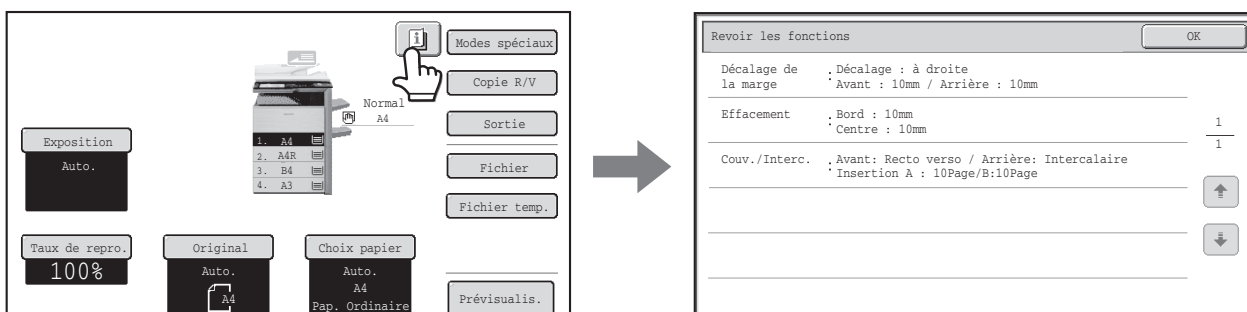 Modes spéciaux
Copie R/V
Normal
A4
Sortie
Exposition
Auto.
1. A4
2. A4R
3. B4
4. A3
Fichier
Fichier temp.
Taux de repro.
100%
Original
Auto.
A4
Choix papier
Auto.
A4
Pap. Ordinaire
Prévisualis.
Revoir les fonctions
OK
Décalage de
la marge
: Décalage : à droite
Avant : 10mm / Arrière : 10mm
Effacement
: Bord : 10mm
Centre : 10mm
Couv./Interc.
: Avant: Recto verso / Arrière: Intercalaire
Insertion A : 10Page/B:10Page
1
1